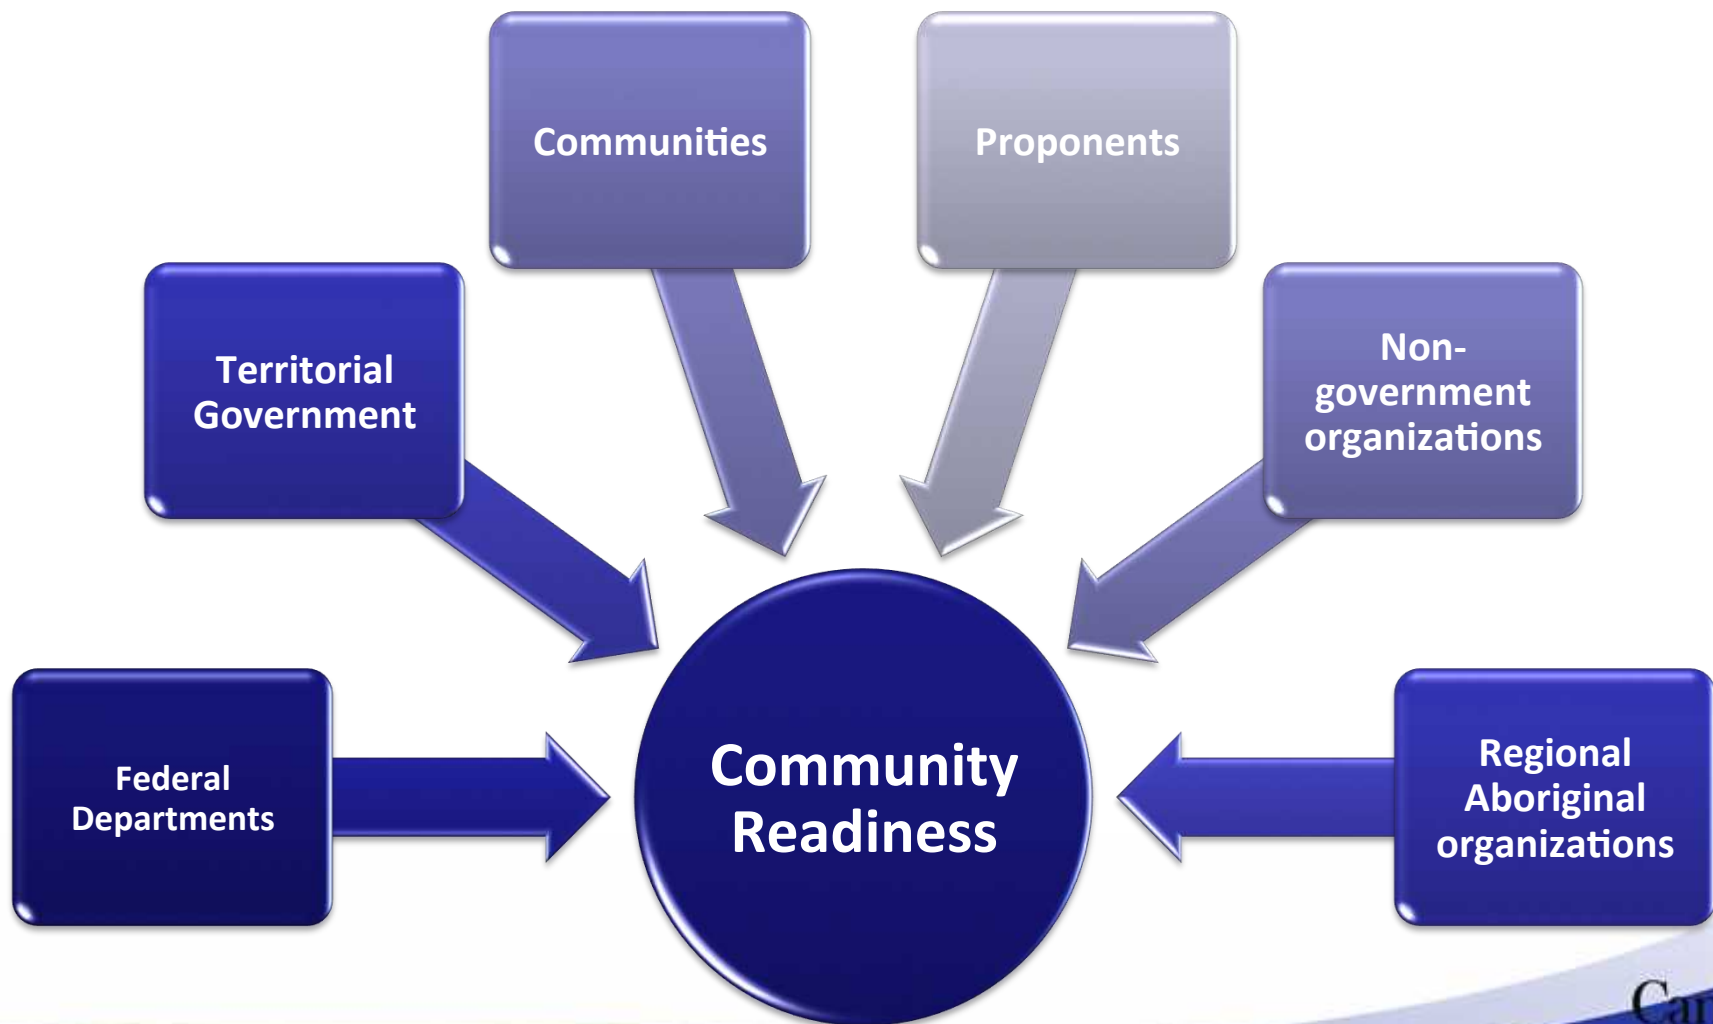 Communities
Proponents
Territorial
Government
Non-
government
organizations
Federal
Departments
Community
Readiness
Regional
Aboriginal
organizations